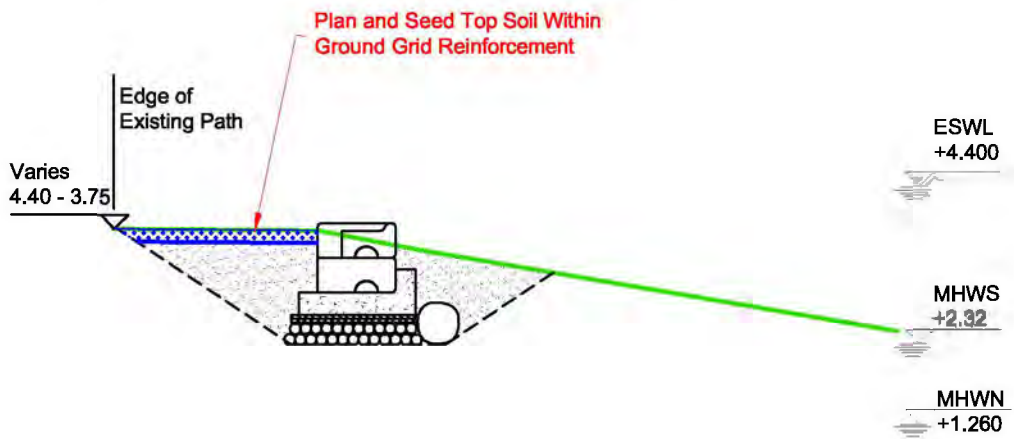 Plan and Seed Top Soil Within
Ground Grid Reinforcement
Edge of
Existing Path
Varies
4.40 - 3.75
ESWL
+4.400
MHWS
+2.32
MHWN
+1.260